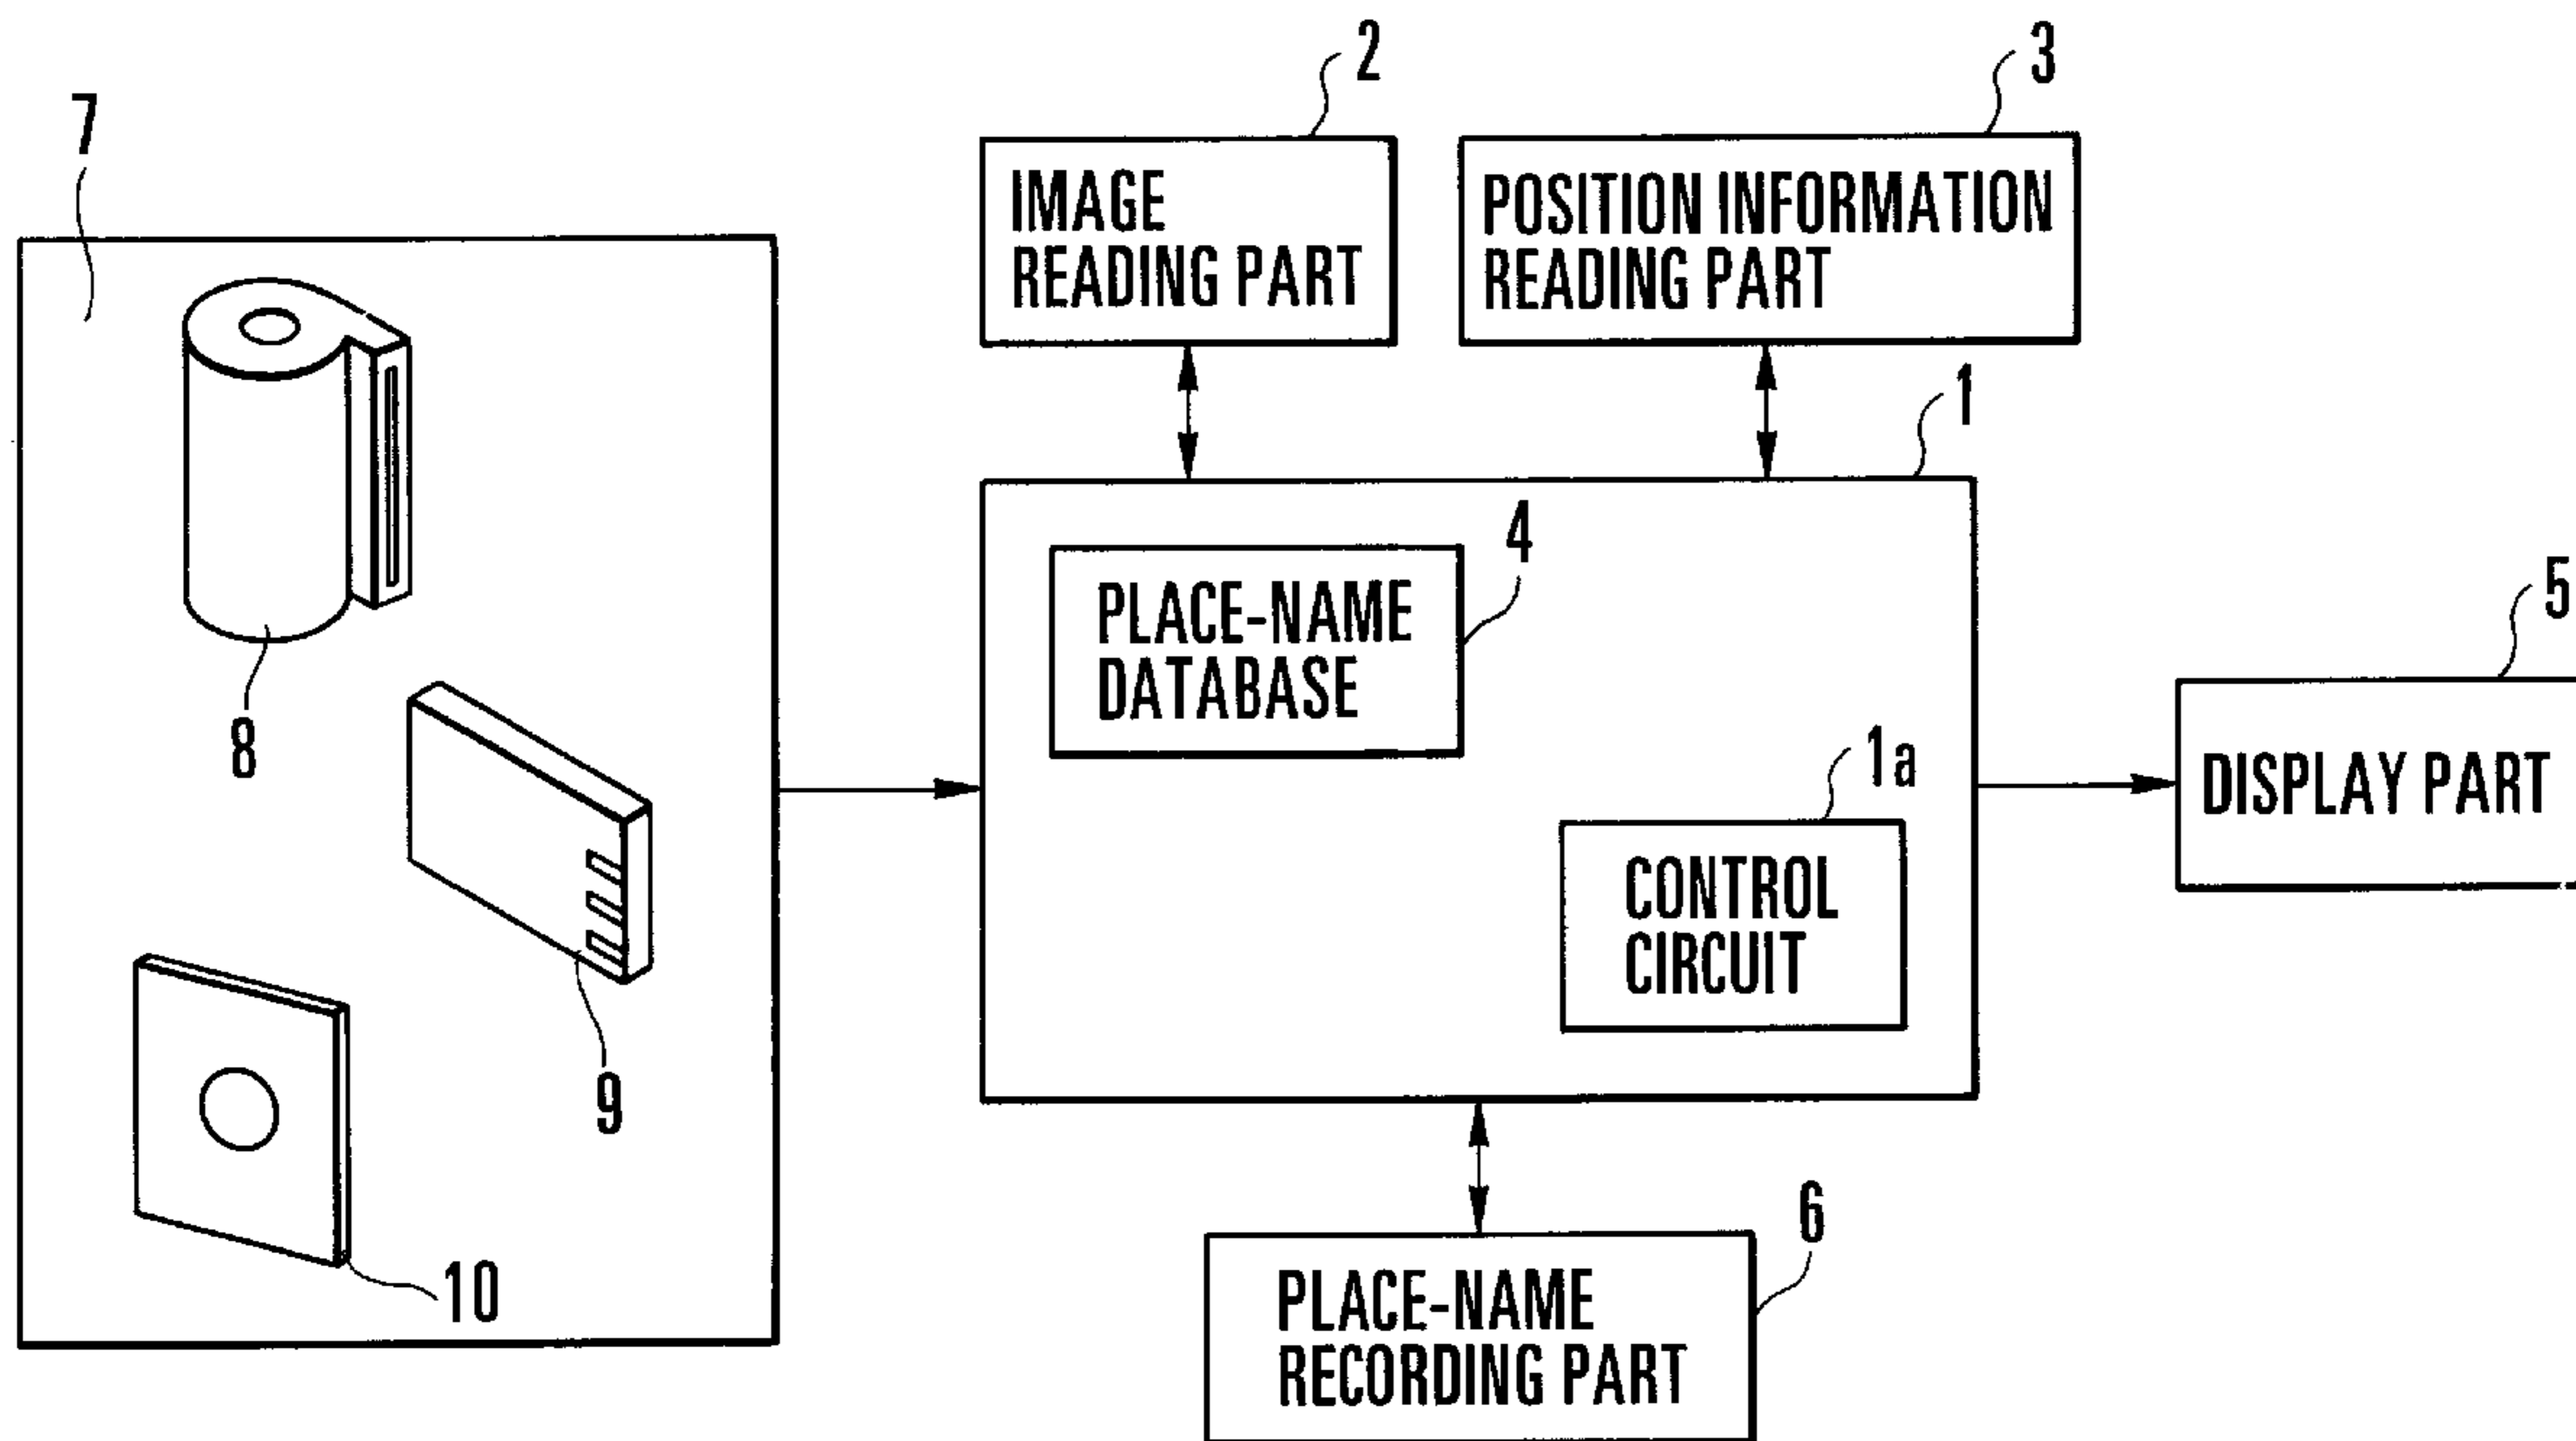 2
3
7
IMAGE
READING PART
POSITION INFORMATION
READING PART
1
4
PLACE-NAME
DATABASE
5
8
1a
DISPLAY PART
CONTROL
CIRCUIT
9
6
10
PLACE-NAME
RECORDING PART